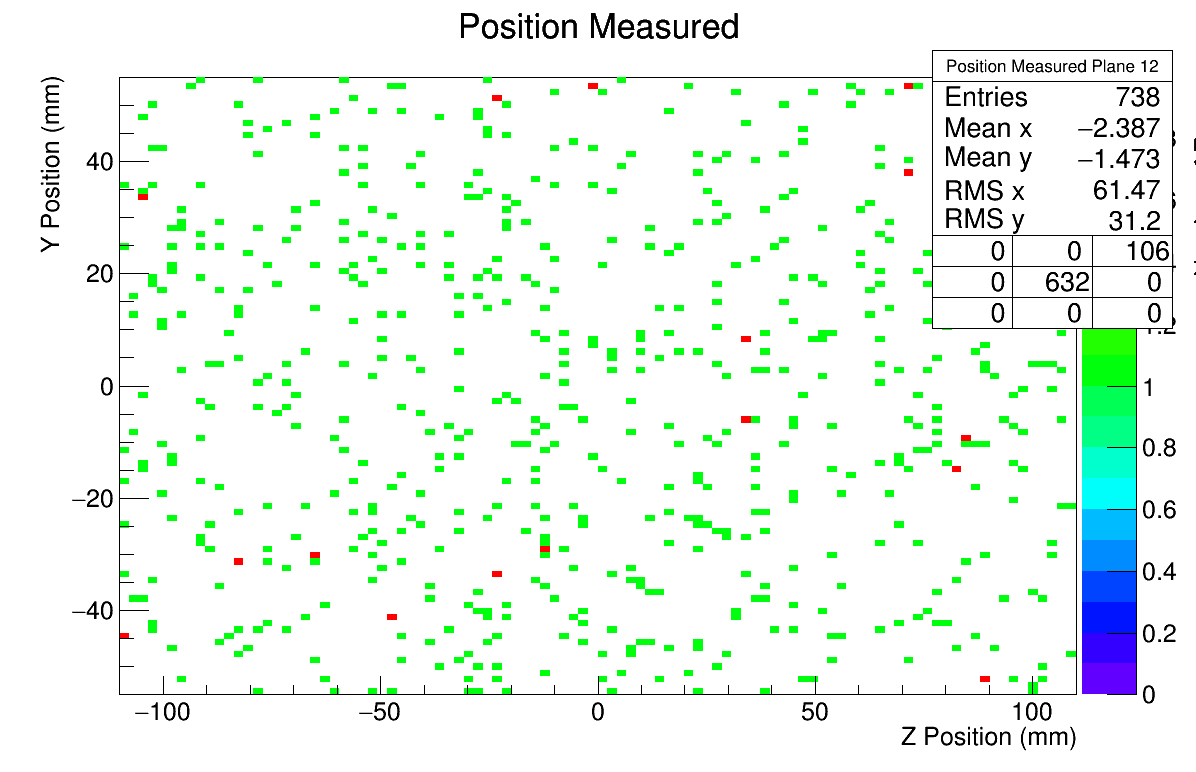 Position Measured
Position Measured Plane 12
Entries 738
Mean x −2.387
Mean y −1.473
RMS x 61.47
RMS y 31.2
0 0 106
0 632 0
0 0 0
Y Position (mm)
40
20
0
−20
−40
−100 −50 0 50 100
Z Position (mm)
1.2
1
0.8
0.6
0.4
0.2
0